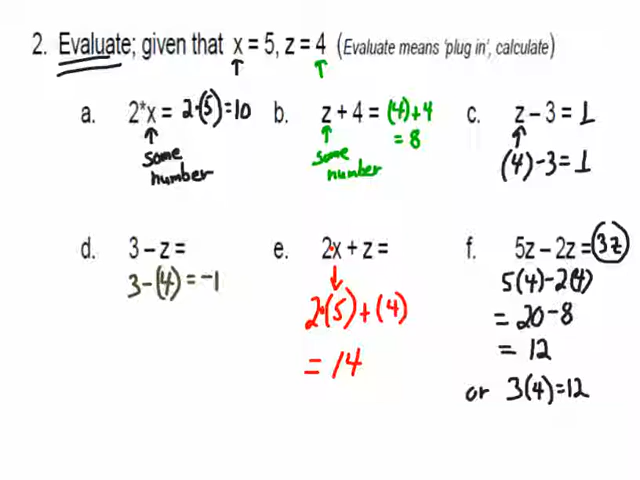 2. Evaluate; given that x = 5, z = 4 (Evaluate means 'plug in', calculate)
a. 2*x = 2·(5)=10
some
number
b. z + 4 = (4)+4
= 8
some
number
c. z – 3 = 1
(4)-3=1
d. 3 – z =
3-(4)=-1
e. 2·x + z =
2·(5)+(4)
= 14
f. 5z – 2z = 3z
5(4)-2(4)
= 20-8
= 12
or 3(4)=12